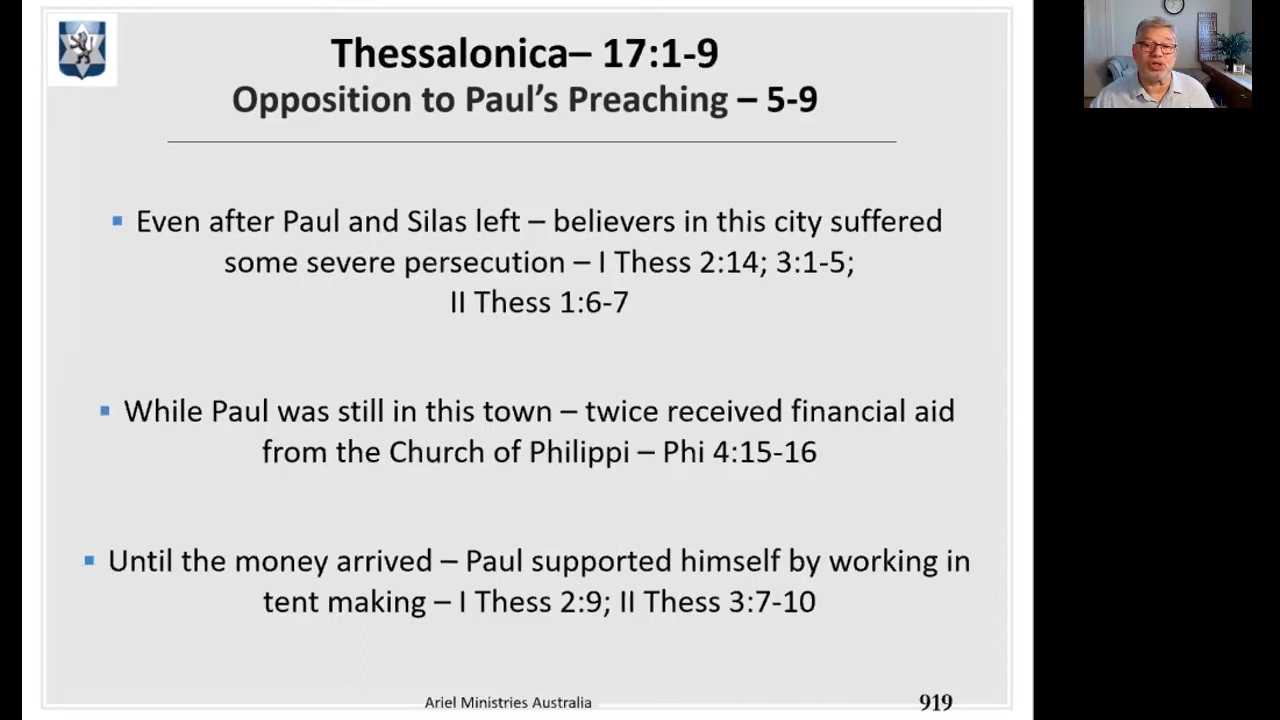 Thessalonica– 17:1-9
Opposition to Paul's Preaching – 5-9
▪ Even after Paul and Silas left – believers in this city suffered
some severe persecution – I Thess 2:14; 3:1-5;
II Thess 1:6-7
▪ While Paul was still in this town – twice received financial aid
from the Church of Philippi – Phi 4:15-16
▪ Until the money arrived – Paul supported himself by working in
tent making – I Thess 2:9; II Thess 3:7-10
Ariel Ministries Australia
919